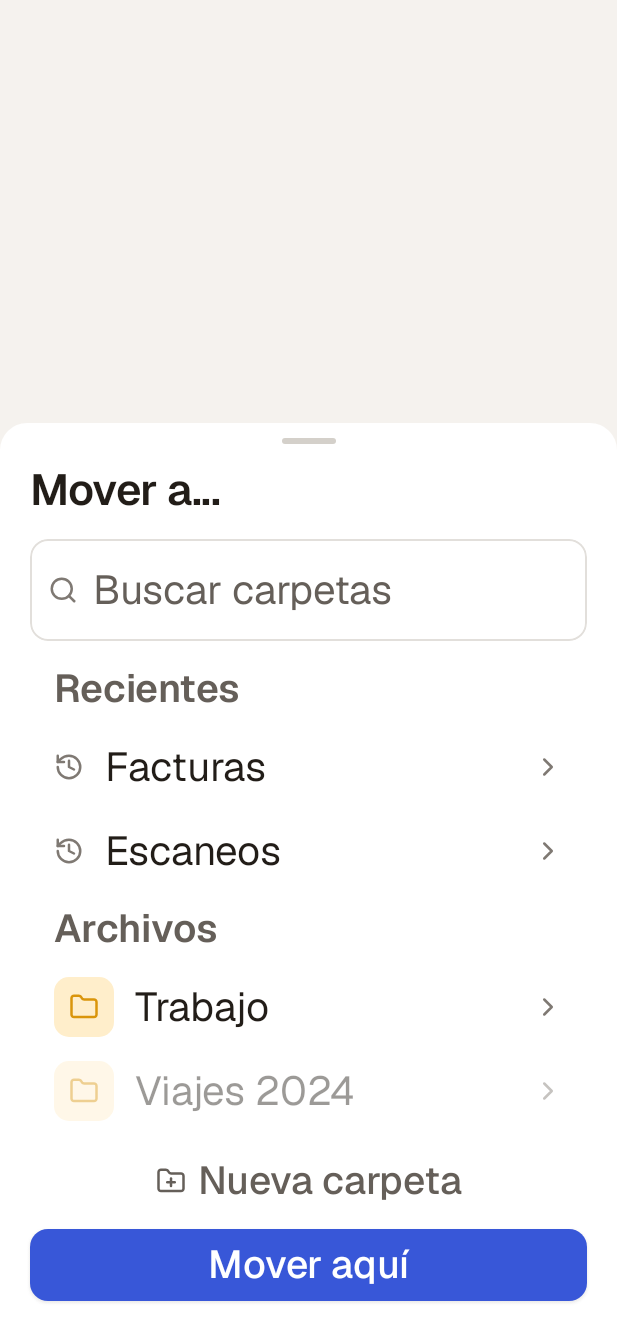 Mover a...
Buscar carpetas
Recientes
Facturas
Escaneos
Archivos
Trabajo
Viajes 2024
Nueva carpeta
Mover aquí